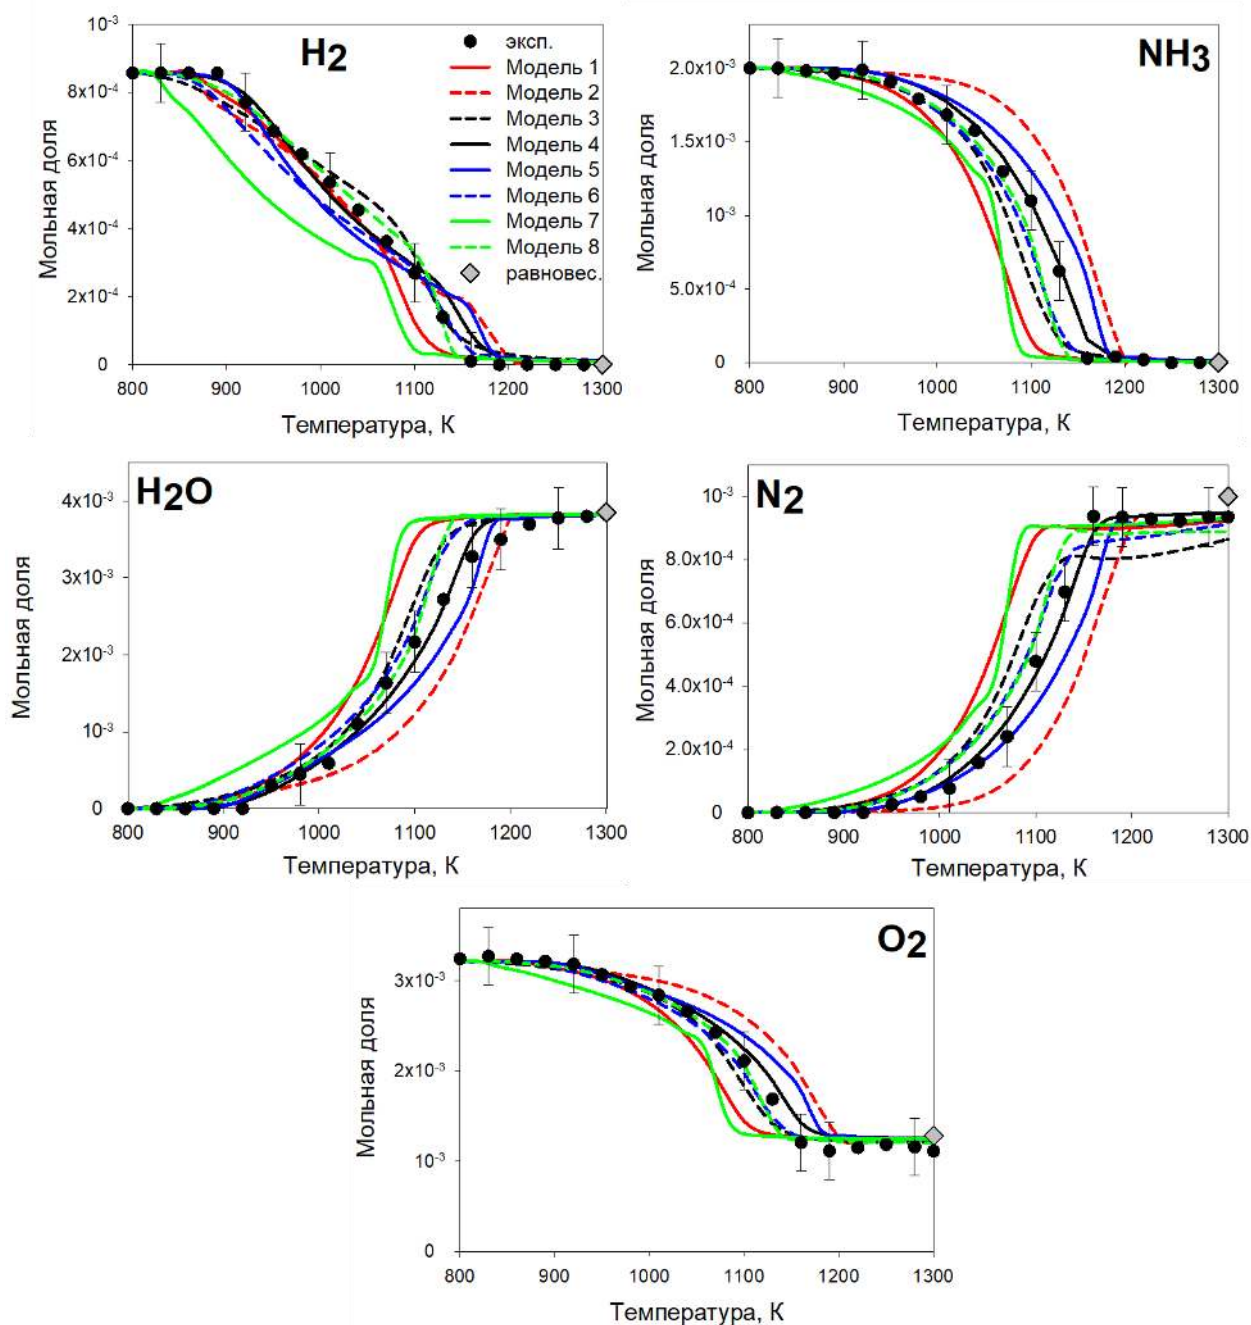 H2
10⁻³
8x10⁻⁴
6x10⁻⁴
4x10⁻⁴
2x10⁻⁴
0
Мольная доля
800 900 1000 1100 1200 1300
Температура, К
эксп.
Модель 1
Модель 2
Модель 3
Модель 4
Модель 5
Модель 6
Модель 7
Модель 8
равновес.
NH3
2.0x10⁻³
1.5x10⁻³
10⁻³
5.0x10⁻⁴
0
Мольная доля
800 900 1000 1100 1200 1300
Температура, К
H2O
4x10⁻³
3x10⁻³
2x10⁻³
10⁻³
0
Мольная доля
800 900 1000 1100 1200 1300
Температура, К
N2
10⁻³
8.0x10⁻⁴
6.0x10⁻⁴
4.0x10⁻⁴
2.0x10⁻⁴
0
Мольная доля
800 900 1000 1100 1200 1300
Температура, К
O2
3x10⁻³
2x10⁻³
10⁻³
0
Мольная доля
800 900 1000 1100 1200 1300
Температура, К